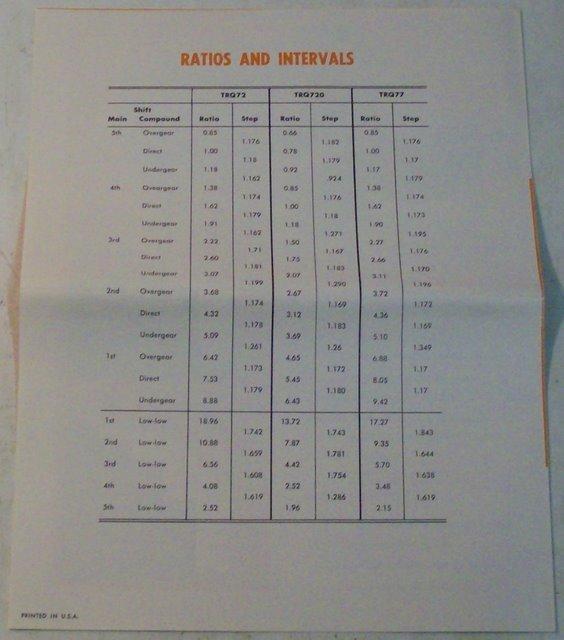 RATIOS AND INTERVALS
TRQ72 TRQ720 TRQ77
Shift
Main Compound Ratio Step Ratio Step Ratio Step
5th Overgear 0.85 0.66 0.85
1.176 1.182 1.176
Direct 1.00 0.78 1.00
1.18 1.179 1.17
Undergear 1.18 0.92 1.17
1.162 .924 1.179
4th Overgear 1.38 0.85 1.38
1.174 1.176 1.174
Direct 1.62 1.00 1.62
1.179 1.18 1.173
Undergear 1.91 1.18 1.90
1.162 1.271 1.195
3rd Overgear 2.22 1.50 2.27
1.71 1.167 1.176
Direct 2.60 1.75 2.66
1.181 1.183 1.170
Undergear 3.07 2.07 3.11
1.199 1.290 1.196
2nd Overgear 3.68 2.67 3.72
1.174 1.169 1.172
Direct 4.32 3.12 4.36
1.178 1.183 1.169
Undergear 5.09 3.69 5.10
1.261 1.26 1.349
1st Overgear 6.42 4.65 6.88
1.173 1.172 1.17
Direct 7.53 5.45 8.05
1.179 1.180 1.17
Undergear 8.88 6.43 9.42
1st Low-low 18.96 13.72 17.27
1.742 1.743 1.843
2nd Low-low 10.88 7.87 9.35
1.659 1.781 1.644
3rd Low-low 6.56 4.42 5.70
1.608 1.754 1.638
4th Low-low 4.08 2.52 3.48
1.619 1.286 1.619
5th Low-low 2.52 1.96 2.15
PRINTED IN U.S.A.